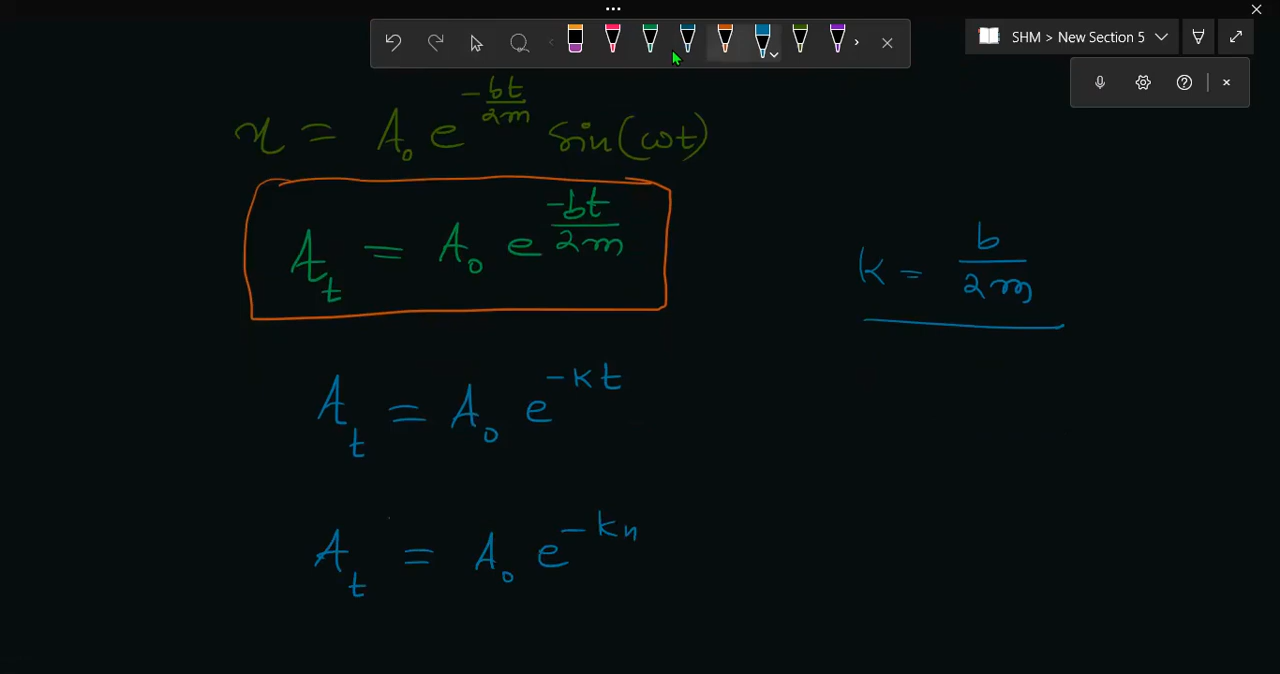 SHM > New Section 5
x = A₀ e^(-bt/2m) sin(ωt)
A_t = A₀ e^(-bt/2m)
K = b/2m
A_t = A₀ e^(-Kt)
A_t = A₀ e^(-Kn)